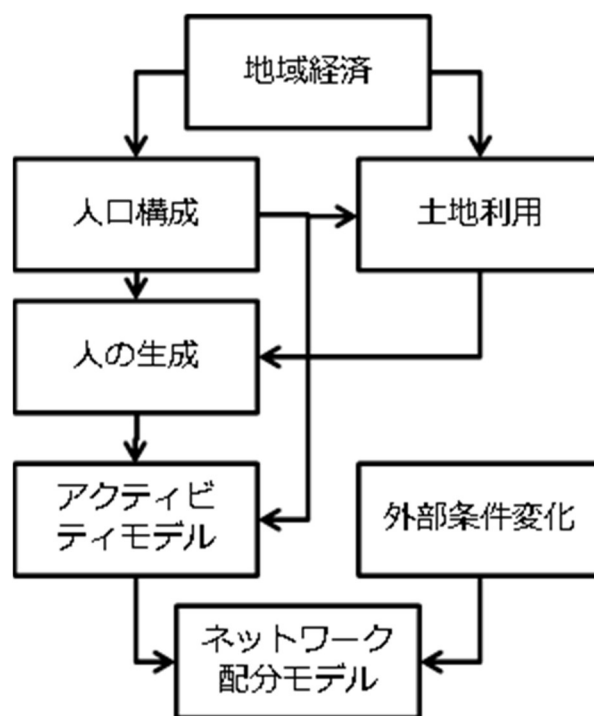 地域経済
人口構成
土地利用
人の生成
アクティビ
ティモデル
外部条件変化
ネットワーク
配分モデル